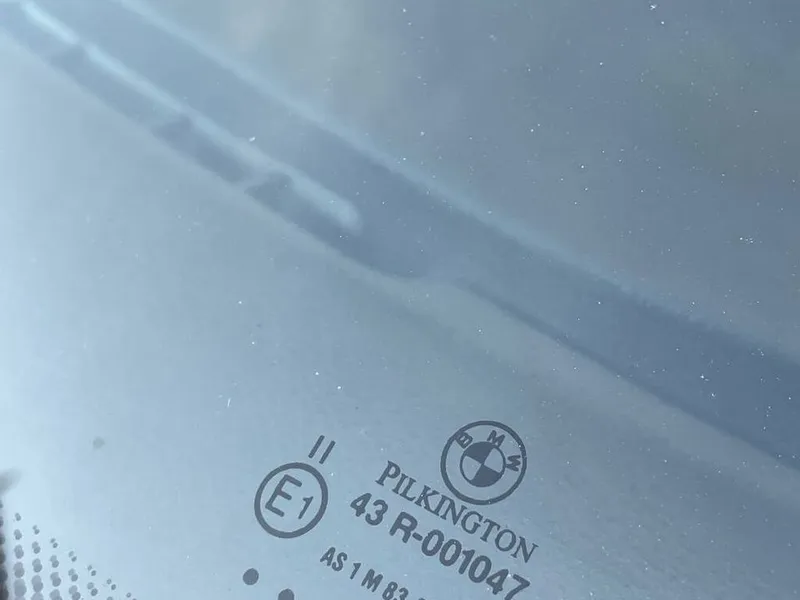 BMW
II
PILKINGTON
E1
43 R-001047
AS 1 M 83